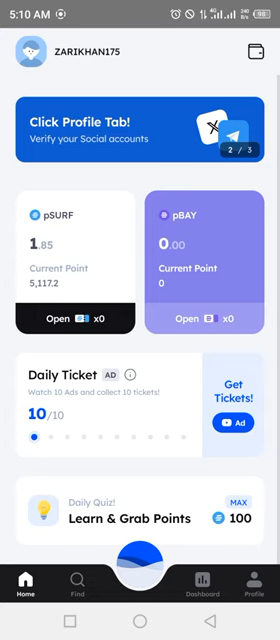 5:10 AM
ZARIKHAN175
Click Profile Tab!
Verify your Social accounts
2 / 3
pSURF
1.85
Current Point
5,117.2
Open x0
pBAY
0.00
Current Point
0
Open x0
Daily Ticket AD
Watch 10 Ads and collect 10 tickets!
10/10
Get
Tickets!
Ad
Daily Quiz!
Learn & Grab Points
MAX
100
Home
Find
Dashboard
Profile